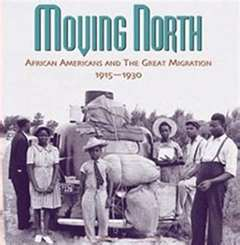 MOVING NORTH
AFRICAN AMERICANS AND THE GREAT MIGRATION
1915—1930